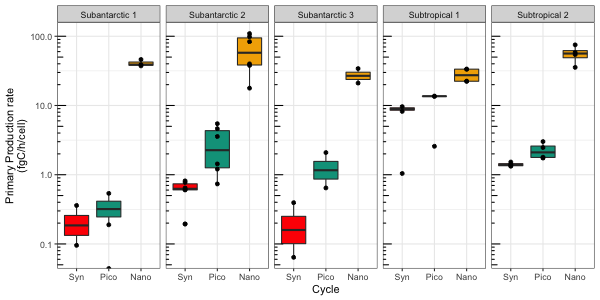 Subantarctic 1 Subantarctic 2 Subantarctic 3 Subtropical 1 Subtropical 2
Primary Production rate
(fgC/h/cell)
100.0
10.0
1.0
0.1
Syn Pico Nano Syn Pico Nano Syn Pico Nano Syn Pico Nano Syn Pico Nano
Cycle